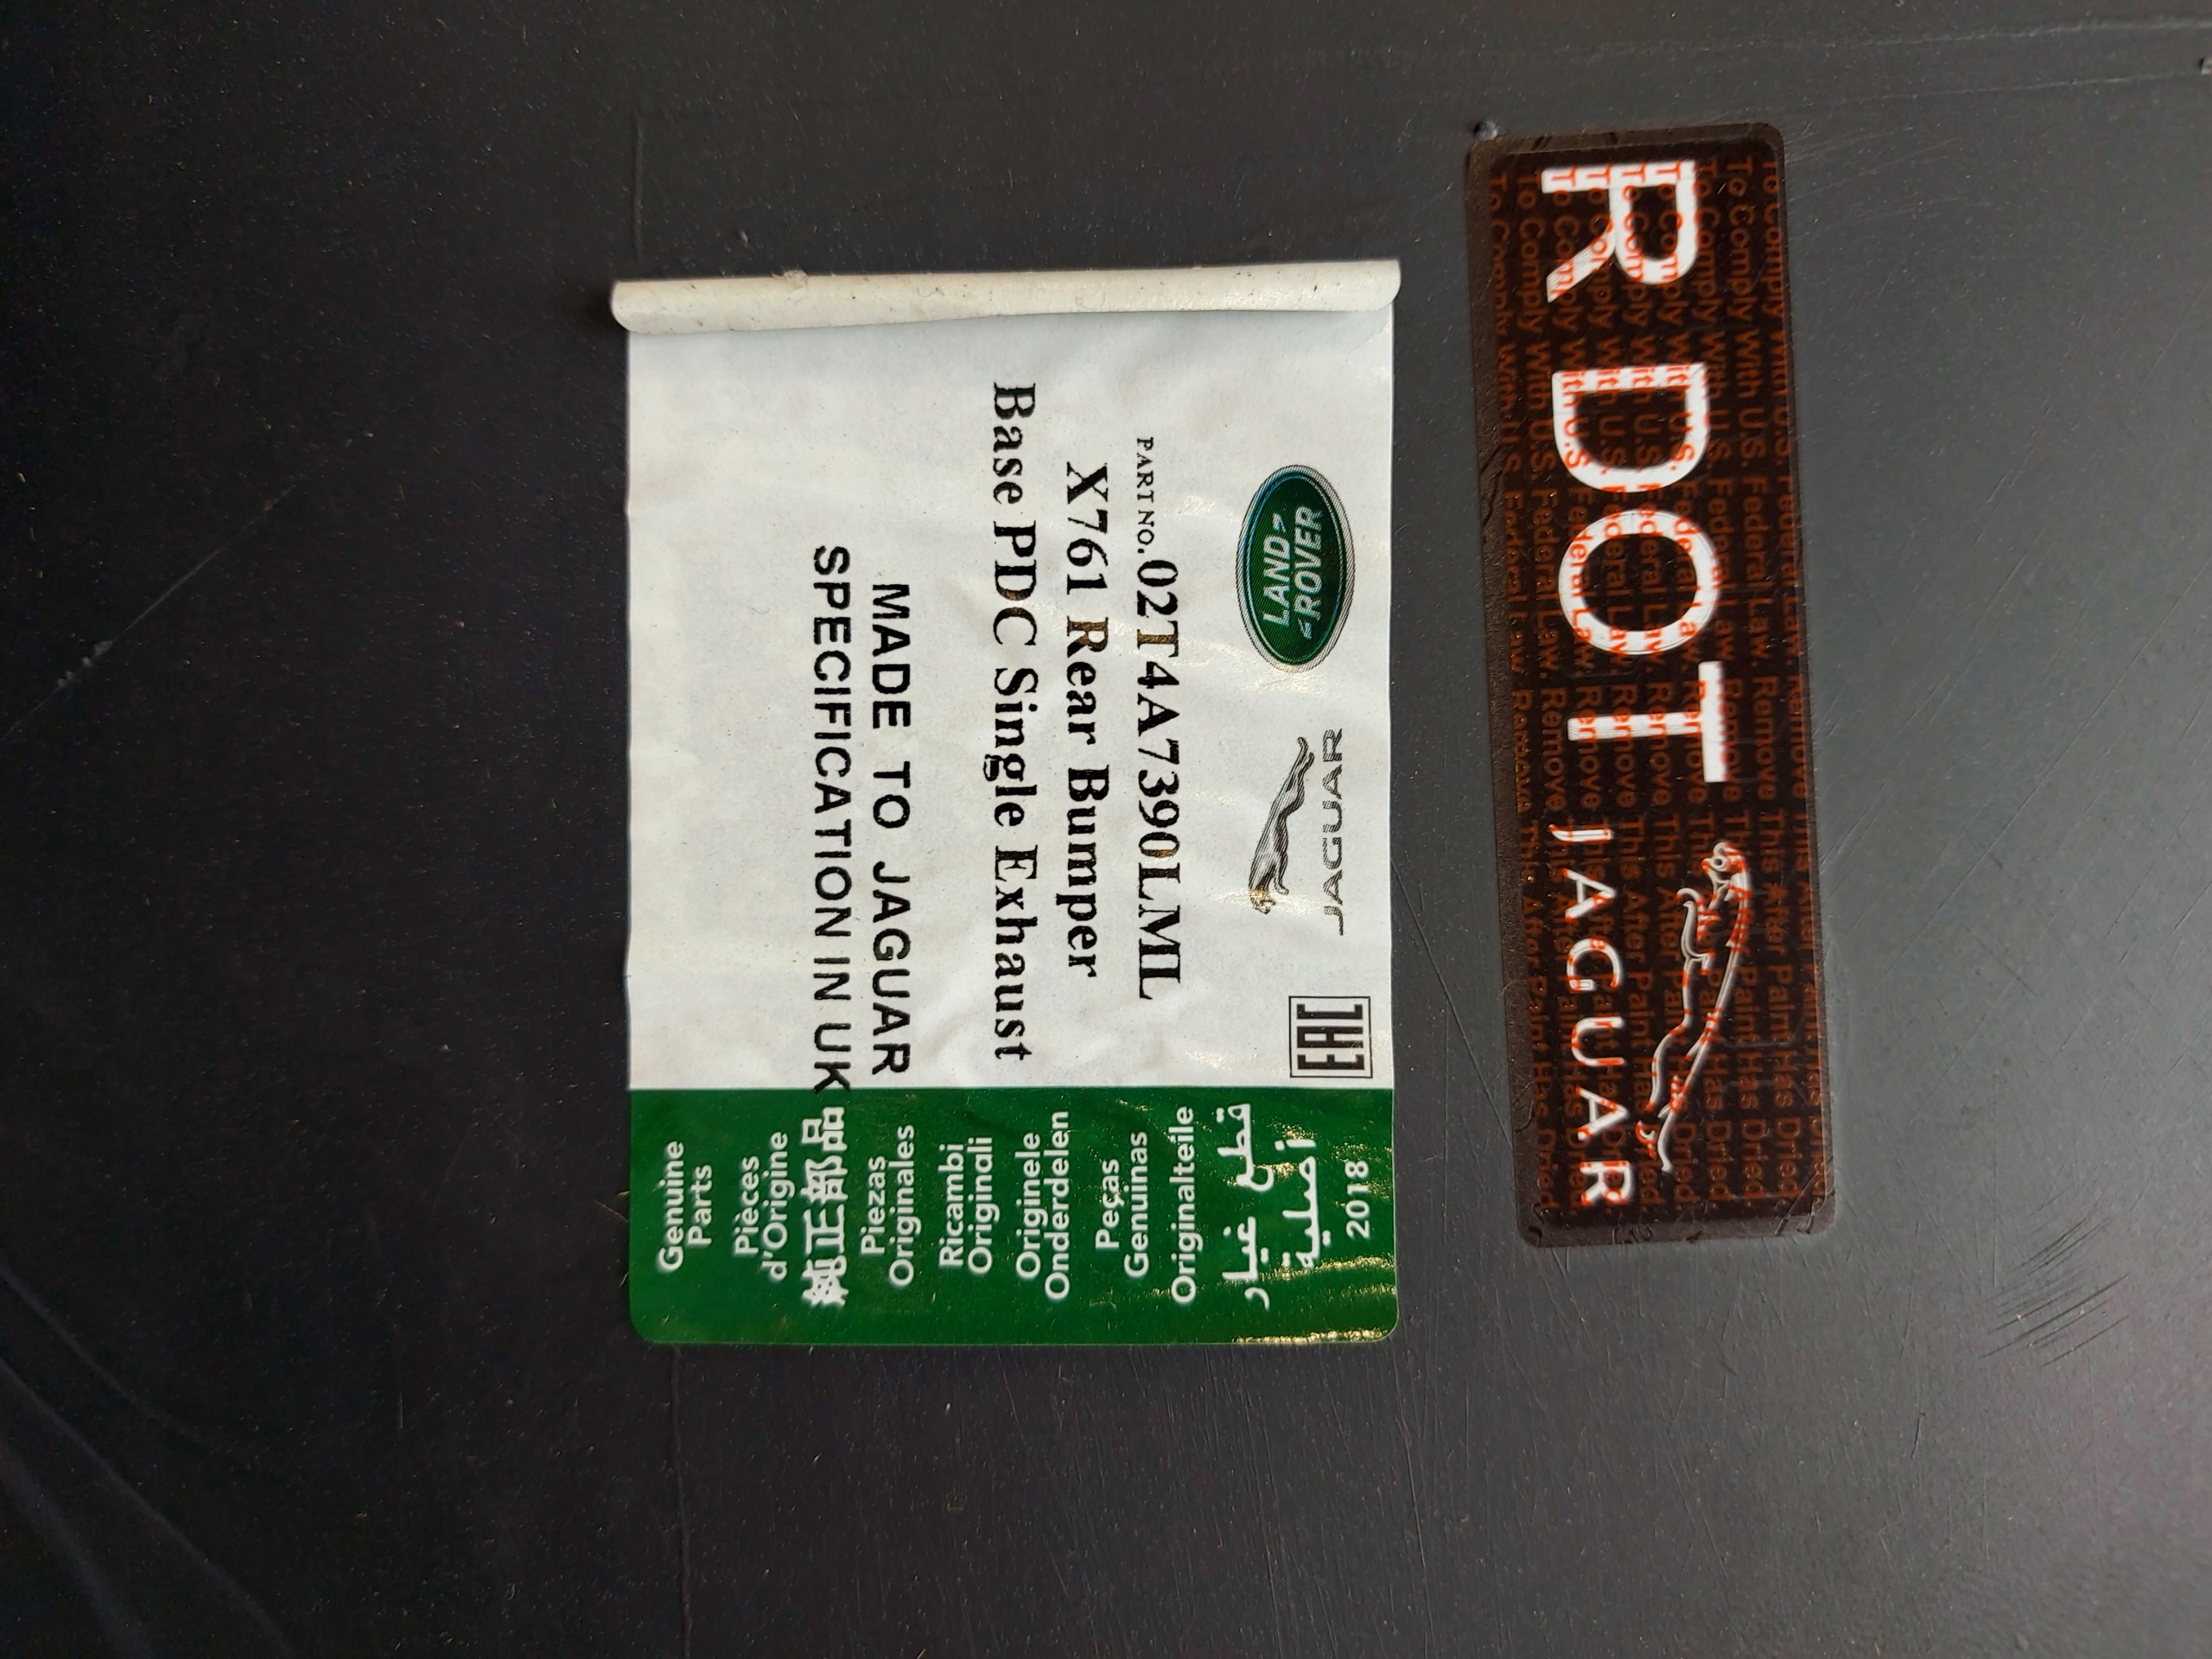 LAND
ROVER
JAGUAR
EAC
PART NO. 02T4A7390LML
X761 Rear Bumper
Base PDC Single Exhaust
MADE TO JAGUAR
SPECIFICATION IN UK
2018
قطع غيار
أصلية
Originalteile
Peças
Genuinas
Originele
Onderdelen
Ricambi
Originali
Piezas
Originales
純正部品
Pièces
d'Origine
Genuine
Parts
R DOT JAGUAR
To Comply With U.S. Federal Law. Remove This After Paint Has Dried.